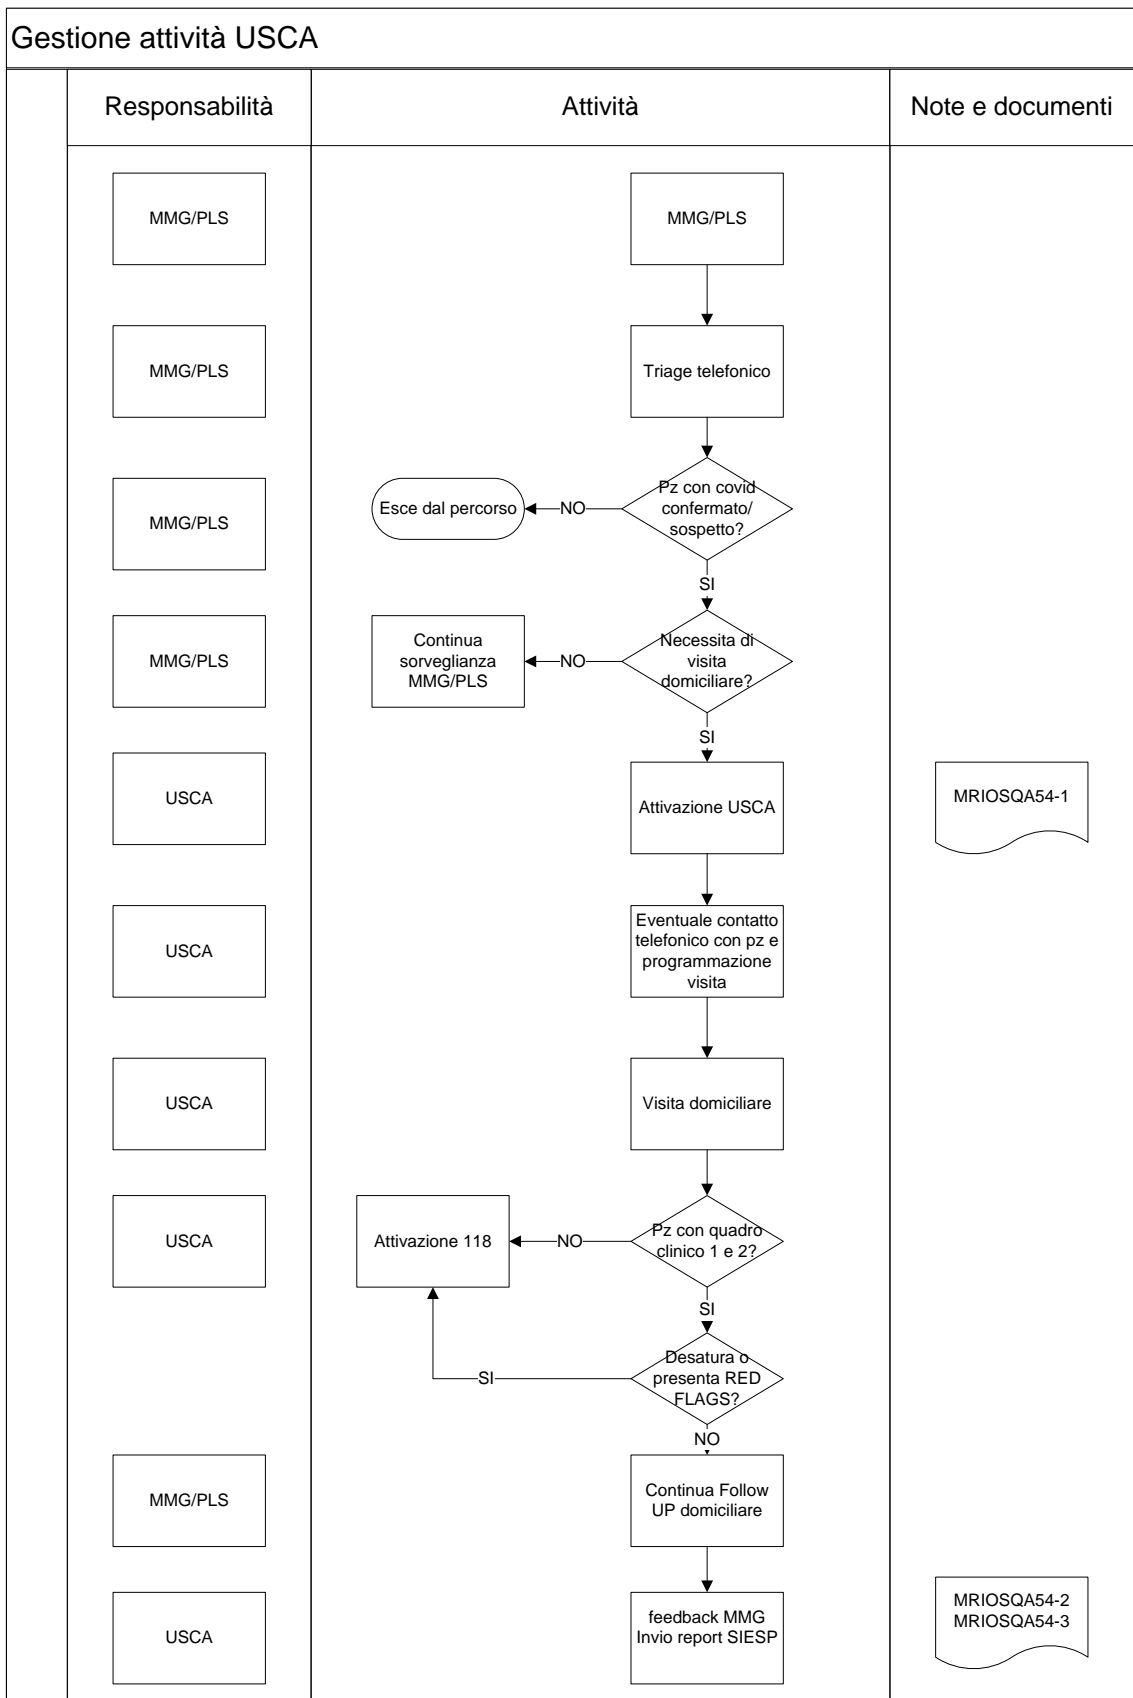 Gestione attività USCA
Responsabilità
Attività
Note e documenti
MMG/PLS
MMG/PLS
MMG/PLS
Triage telefonico
MMG/PLS
Esce dal percorso
NO
Pz con covid
confermato/
sospetto?
SI
MMG/PLS
Continua
sorveglianza
MMG/PLS
NO
Necessita di
visita
domiciliare?
SI
USCA
Attivazione USCA
MRIOSQA54-1
USCA
Eventuale contatto
telefonico con pz e
programmazione
visita
USCA
Visita domiciliare
USCA
Attivazione 118
NO
Pz con quadro
clinico 1 e 2?
SI
SI
Desatura o
presenta RED
FLAGS?
NO
MMG/PLS
Continua Follow
UP domiciliare
USCA
feedback MMG
Invio report SIESP
MRIOSQA54-2
MRIOSQA54-3